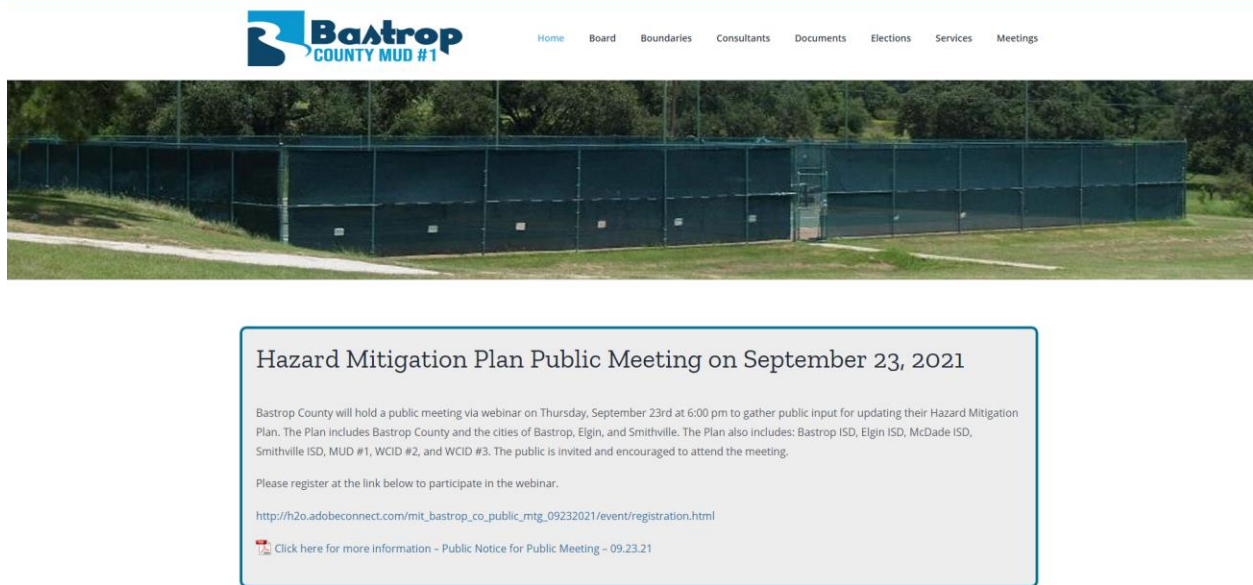 Bastrop
COUNTY MUD #1
Home Board Boundaries Consultants Documents Elections Services Meetings
Hazard Mitigation Plan Public Meeting on September 23, 2021
Bastrop County will hold a public meeting via webinar on Thursday, September 23rd at 6:00 pm to gather public input for updating their Hazard Mitigation
Plan. The Plan includes Bastrop County and the cities of Bastrop, Elgin, and Smithville. The Plan also includes: Bastrop ISD, Elgin ISD, McDade ISD,
Smithville ISD, MUD #1, WCID #2, and WCID #3. The public is invited and encouraged to attend the meeting.
Please register at the link below to participate in the webinar.
http://h2o.adobeconnect.com/mit_bastrop_co_public_mtg_09232021/event/registration.html
Click here for more information – Public Notice for Public Meeting – 09.23.21